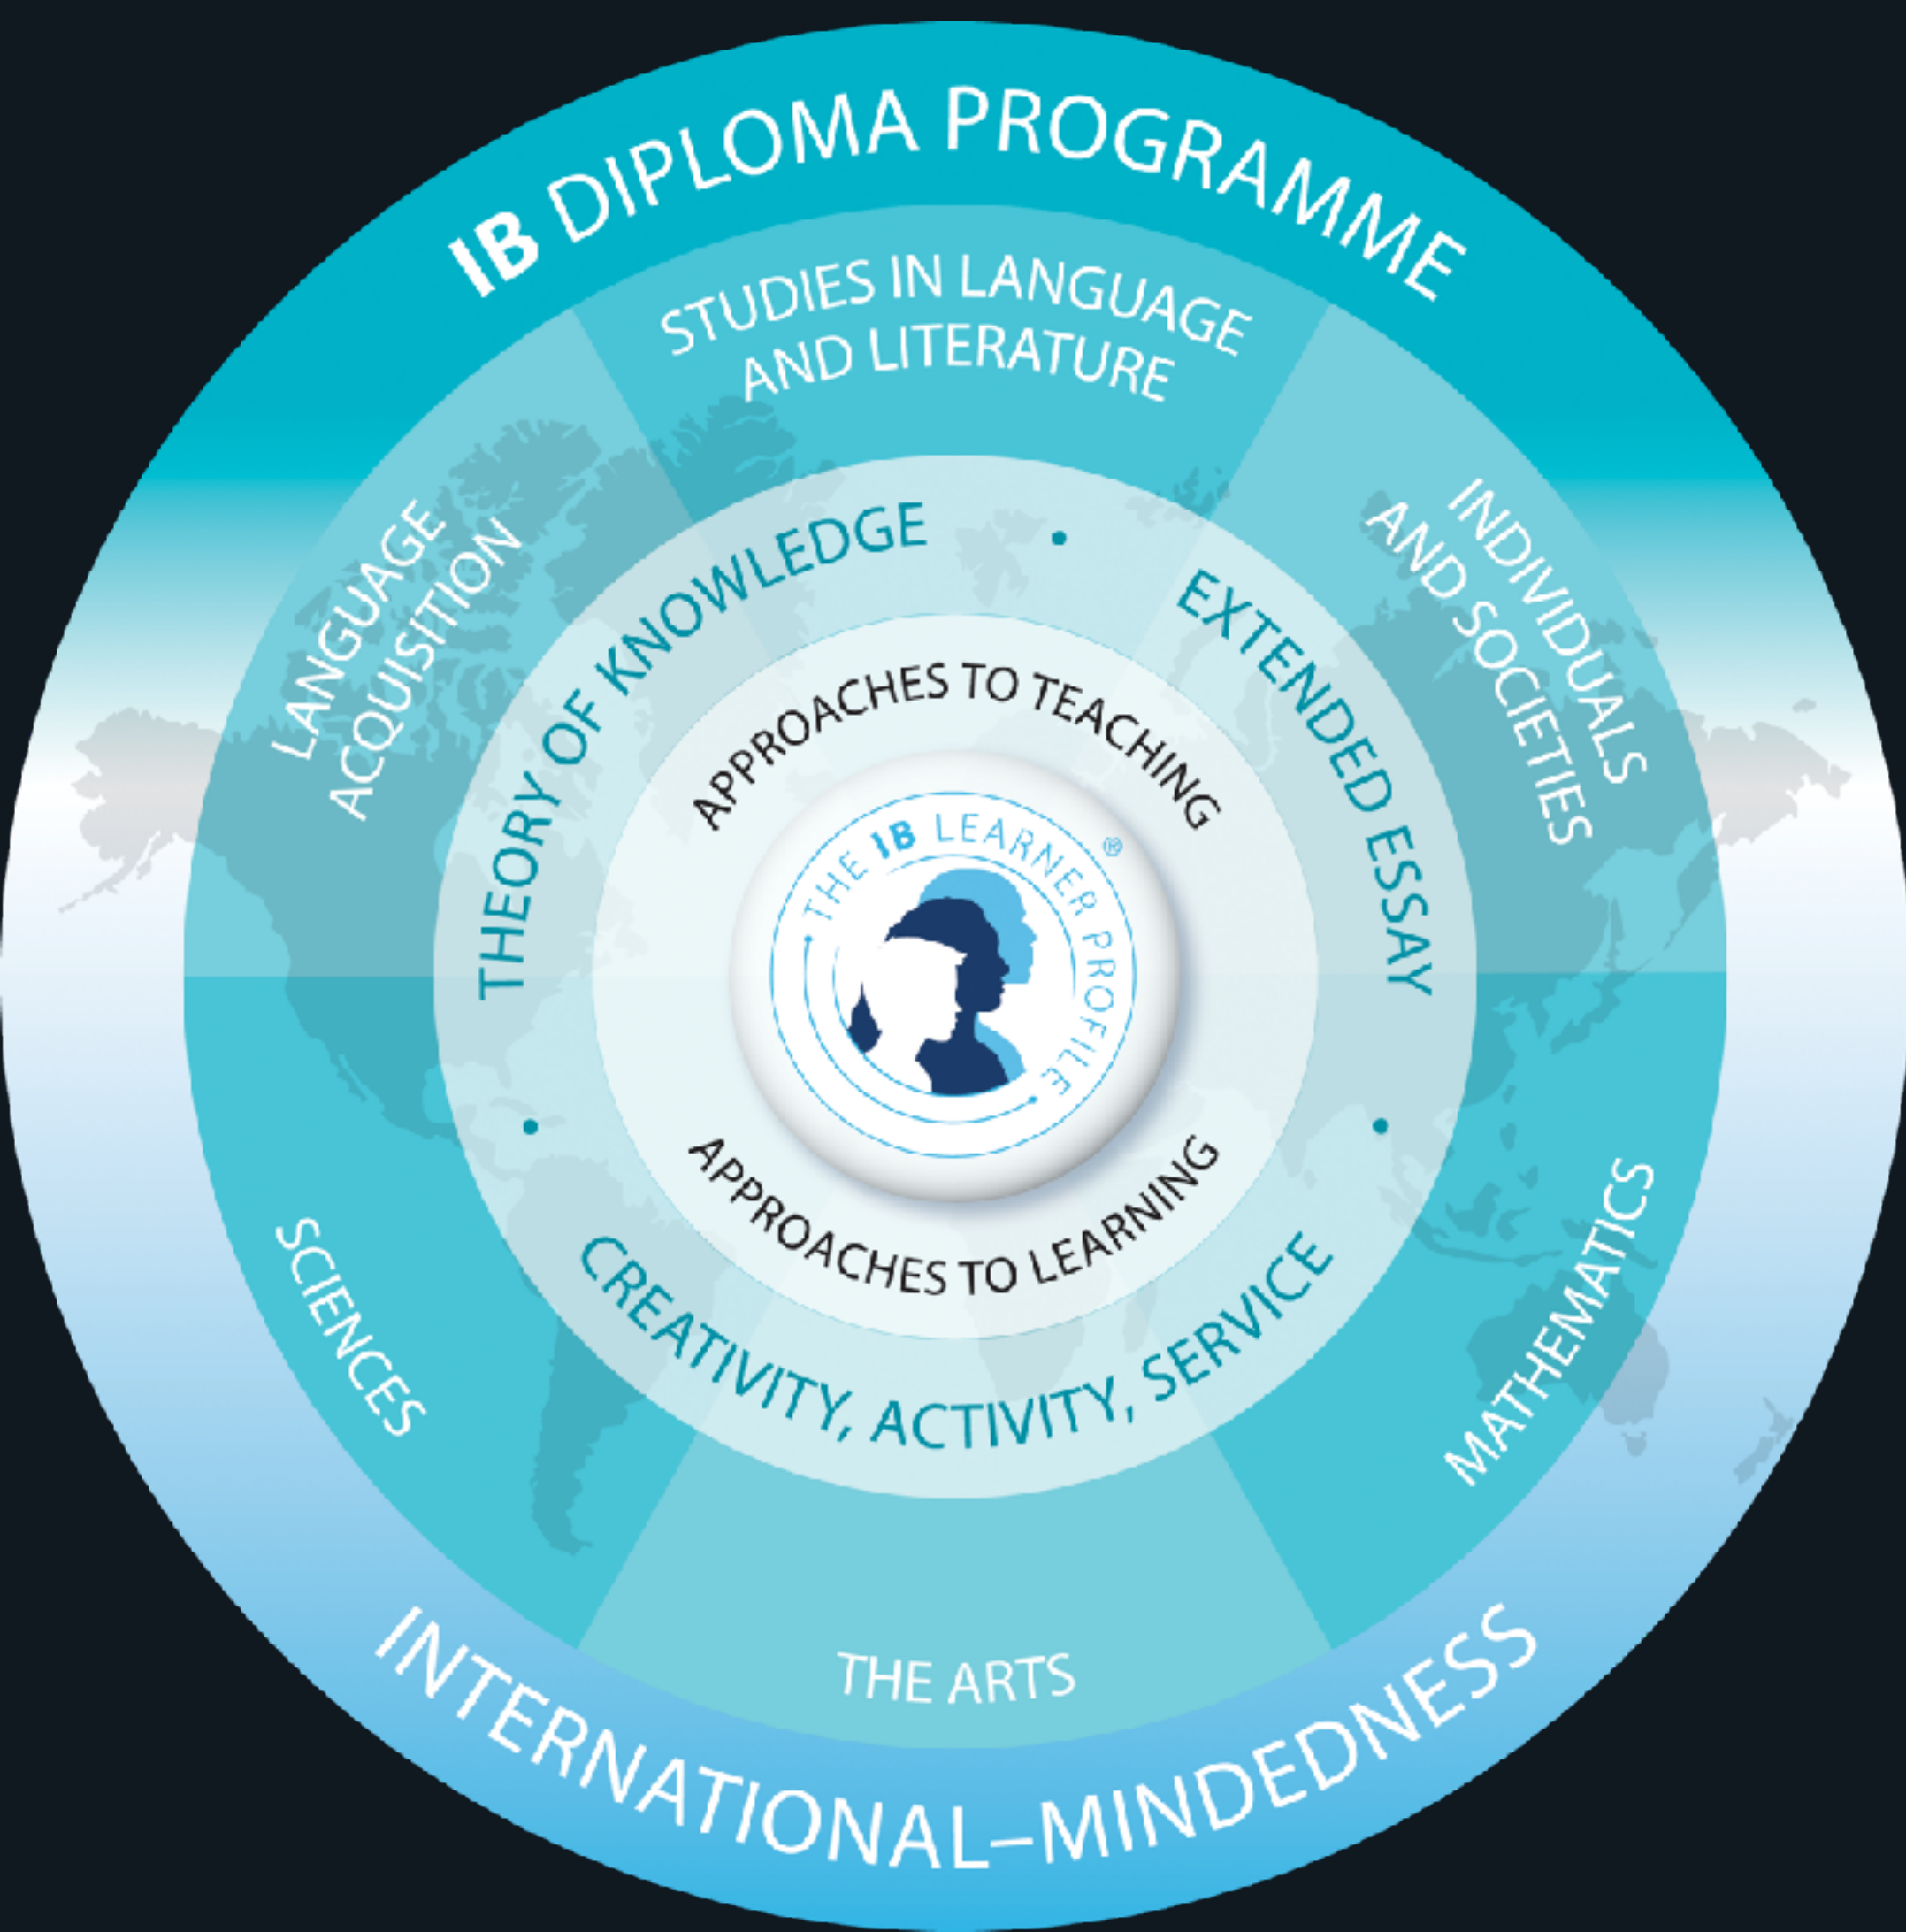 IB DIPLOMA PROGRAMME
STUDIES IN LANGUAGE
AND LITERATURE
LANGUAGE
ACQUISITION
INDIVIDUALS
AND SOCIETIES
THEORY OF KNOWLEDGE
EXTENDED ESSAY
APPROACHES TO TEACHING
THE IB LEARNER PROFILE®
APPROACHES TO LEARNING
CREATIVITY, ACTIVITY, SERVICE
SCIENCES
MATHEMATICS
THE ARTS
INTERNATIONAL–MINDEDNESS